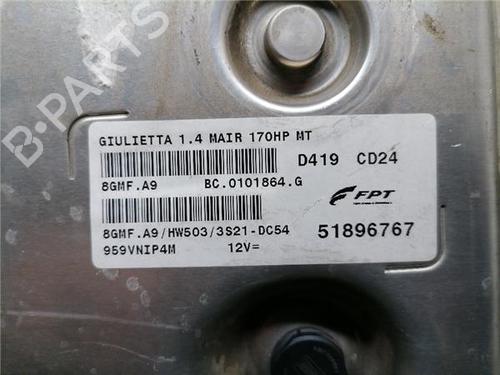 GIULIETTA 1.4 MAIR 170HP MT
D419 CD24
8GMF.A9 BC.0101864.G
FPT
8GMF.A9/HW503/3S21-DC54
51896767
959VNIP4M 12V=
B-PARTS